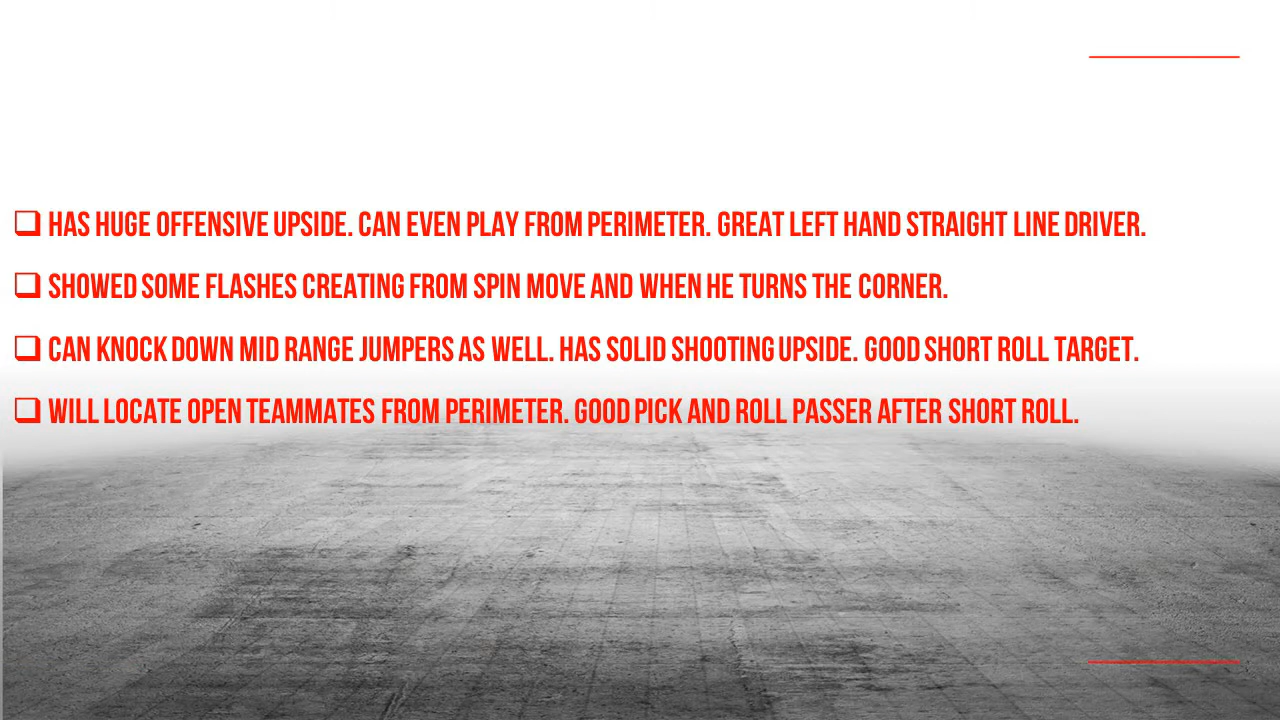 ❑ HAS HUGE OFFENSIVE UPSIDE. CAN EVEN PLAY FROM PERIMETER. GREAT LEFT HAND STRAIGHT LINE DRIVER.
❑ SHOWED SOME FLASHES CREATING FROM SPIN MOVE AND WHEN HE TURNS THE CORNER.
❑ CAN KNOCK DOWN MID RANGE JUMPERS AS WELL. HAS SOLID SHOOTING UPSIDE. GOOD SHORT ROLL TARGET.
❑ WILL LOCATE OPEN TEAMMATES FROM PERIMETER. GOOD PICK AND ROLL PASSER AFTER SHORT ROLL.